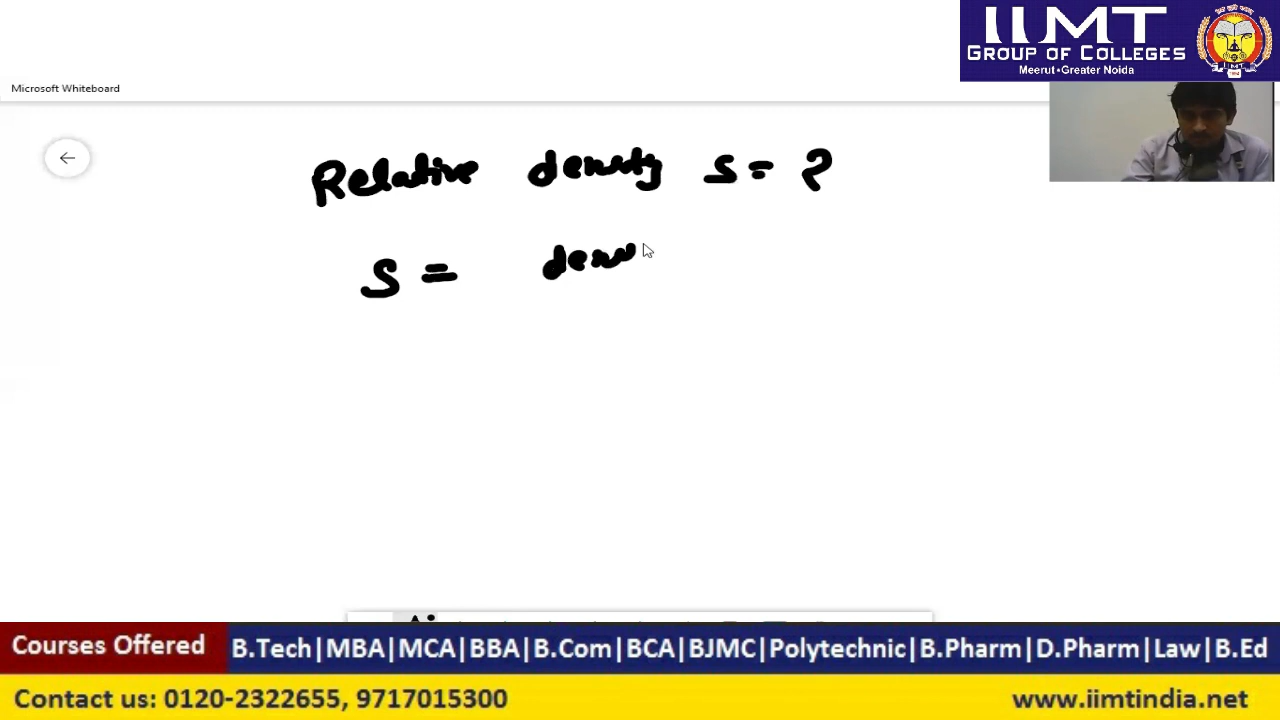 IIMT
GROUP OF COLLEGES
Meerut•Greater Noida
Microsoft Whiteboard
Relative density S = ?
S =
Courses Offered B.Tech|MBA|MCA|BBA|B.Com|BCA|BJMC|Polytechnic|B.Pharm|D.Pharm|Law|B.Ed
Contact us: 0120-2322655, 9717015300 www.iimtindia.net